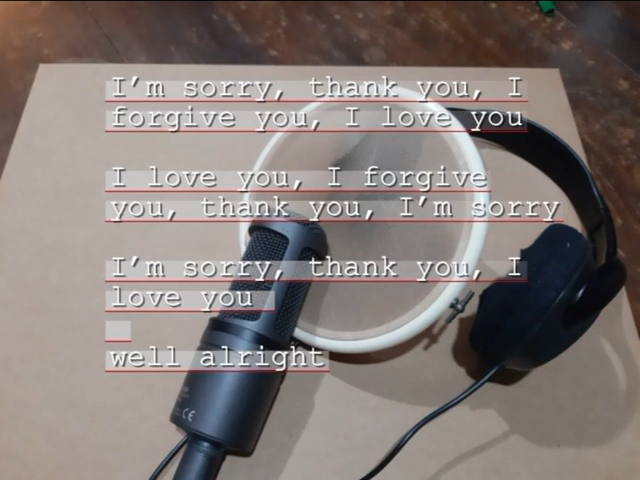 I'm sorry, thank you, I
forgive you, I love you
I love you, I forgive
you, thank you, I'm sorry
I'm sorry, thank you, I
love you
well alright
CE